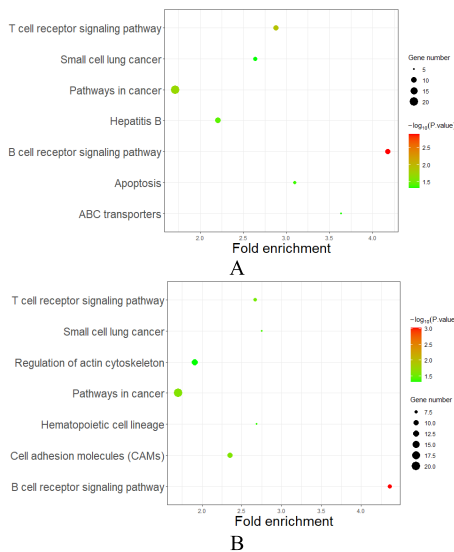 T cell receptor signaling pathway
Small cell lung cancer
Pathways in cancer
Hepatitis B
B cell receptor signaling pathway
Apoptosis
ABC transporters
2.0 2.5 3.0 3.5 4.0
Fold enrichment
Gene number
5
10
15
20
−log10(P.value)
2.5
2.0
1.5
A
T cell receptor signaling pathway
Small cell lung cancer
Regulation of actin cytoskeleton
Pathways in cancer
Hematopoietic cell lineage
Cell adhesion molecules (CAMs)
B cell receptor signaling pathway
2.0 2.5 3.0 3.5 4.0
Fold enrichment
−log10(P.value)
3.0
2.5
2.0
1.5
Gene number
7.5
10.0
12.5
15.0
17.5
20.0
B